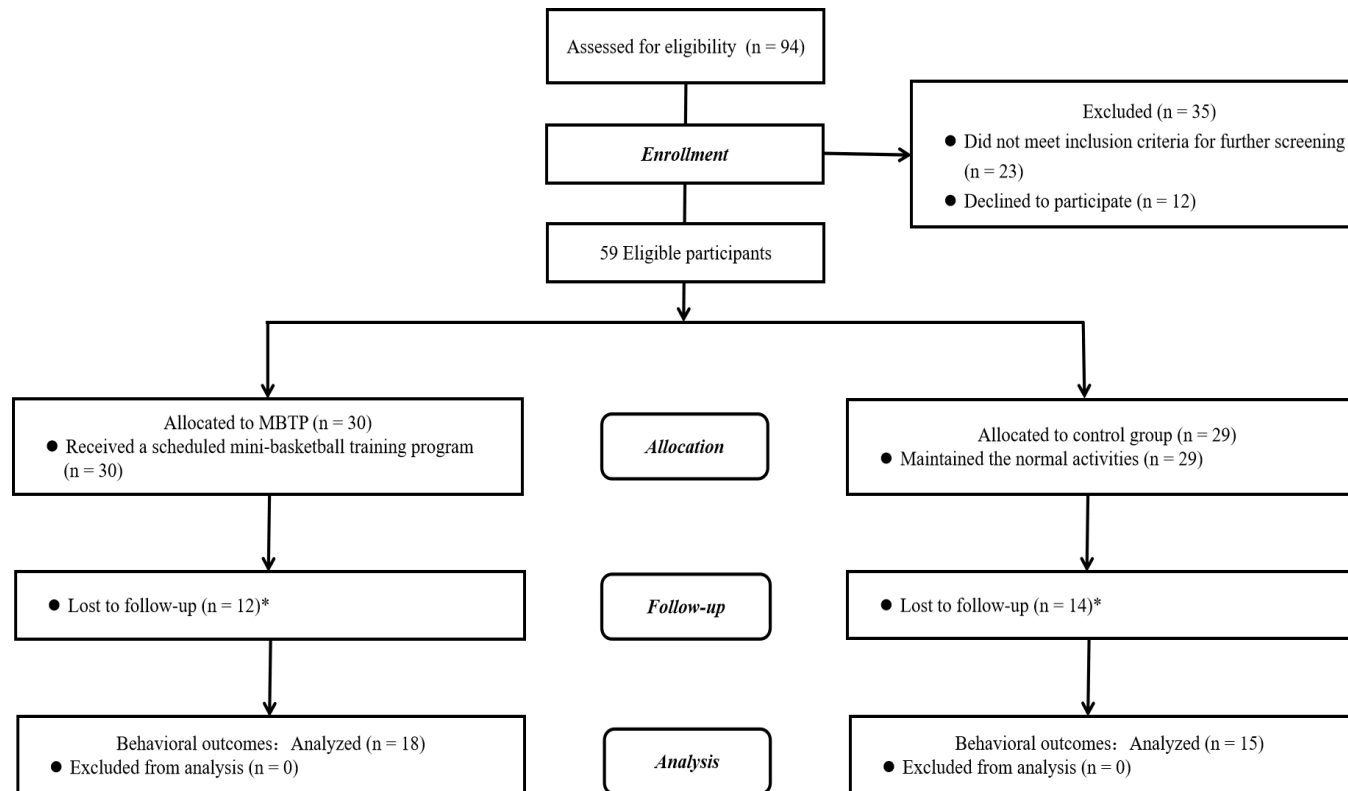 Assessed for eligibility (n = 94)
Excluded (n = 35)
● Did not meet inclusion criteria for further screening
(n = 23)
● Declined to participate (n = 12)
Enrollment
59 Eligible participants
Allocated to MBTP (n = 30)
● Received a scheduled mini-basketball training program
(n = 30)
Allocation
Allocated to control group (n = 29)
● Maintained the normal activities (n = 29)
● Lost to follow-up (n = 12)*
Follow-up
● Lost to follow-up (n = 14)*
Behavioral outcomes：Analyzed (n = 18)
● Excluded from analysis (n = 0)
Analysis
Behavioral outcomes：Analyzed (n = 15)
● Excluded from analysis (n = 0)